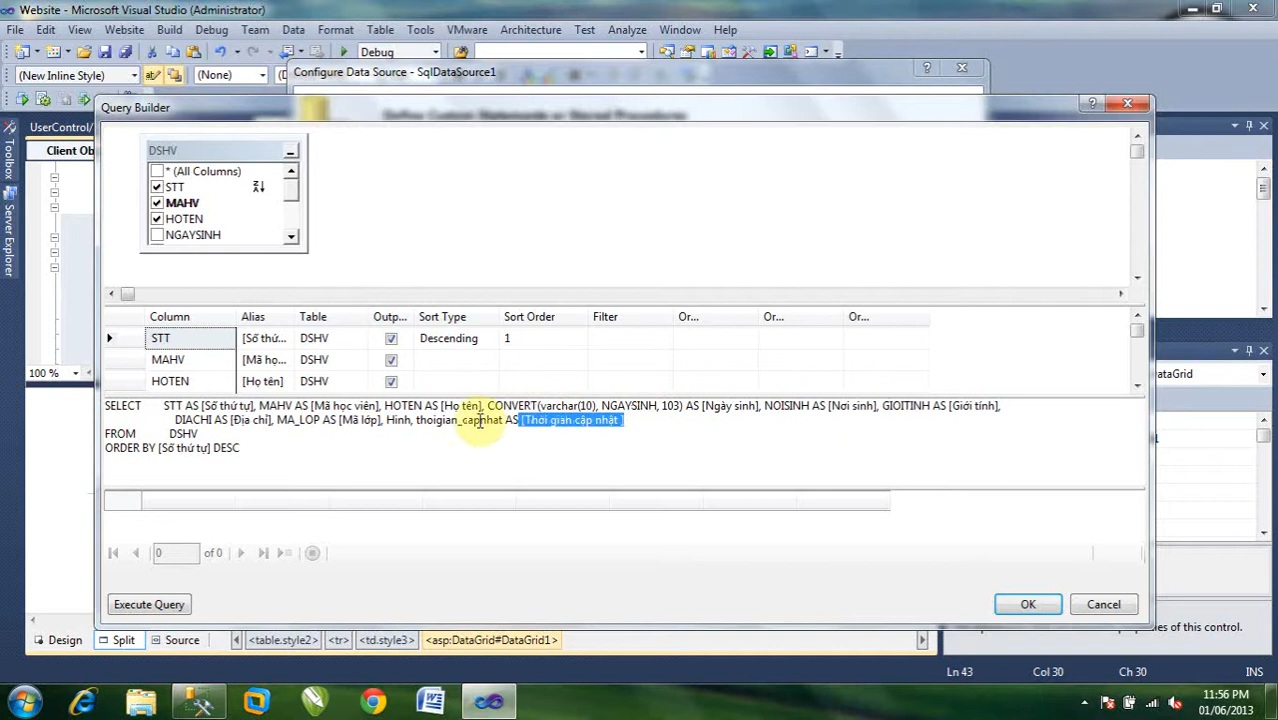 Website - Microsoft Visual Studio (Administrator)
File Edit View Website Build Debug Team Data Format Table Tools VMware Architecture Test Analyze Window Help
Debug
(New Inline Style) (None)
Configure Data Source - SqlDataSource1
Query Builder
UserControl/
Client Ob
Toolbox
Server Explorer
DSHV
* (All Columns)
STT
MAHV
HOTEN
NGAYSINH
Column Alias Table Outp... Sort Type Sort Order Filter Or... Or... Or...
STT [Số thứ... DSHV Descending 1
MAHV [Mã họ... DSHV
HOTEN [Họ tên] DSHV
100 %
ataGrid
SELECT STT AS [Số thứ tự], MAHV AS [Mã học viên], HOTEN AS [Họ tên], CONVERT(varchar(10), NGAYSINH, 103) AS [Ngày sinh], NOISINH AS [Nơi sinh], GIOITINH AS [Giới tính],
DIACHI AS [Địa chỉ], MA_LOP AS [Mã lớp], Hinh, thoigian_capnhat AS [Thời gian cập nhật ]
FROM DSHV
ORDER BY [Số thứ tự] DESC
0 of 0
Execute Query OK Cancel
Design Split Source <table.style2> <tr> <td.style3> <asp:DataGrid#DataGrid1>
Ln 43 Col 30 Ch 30 INS
11:56 PM
01/06/2013